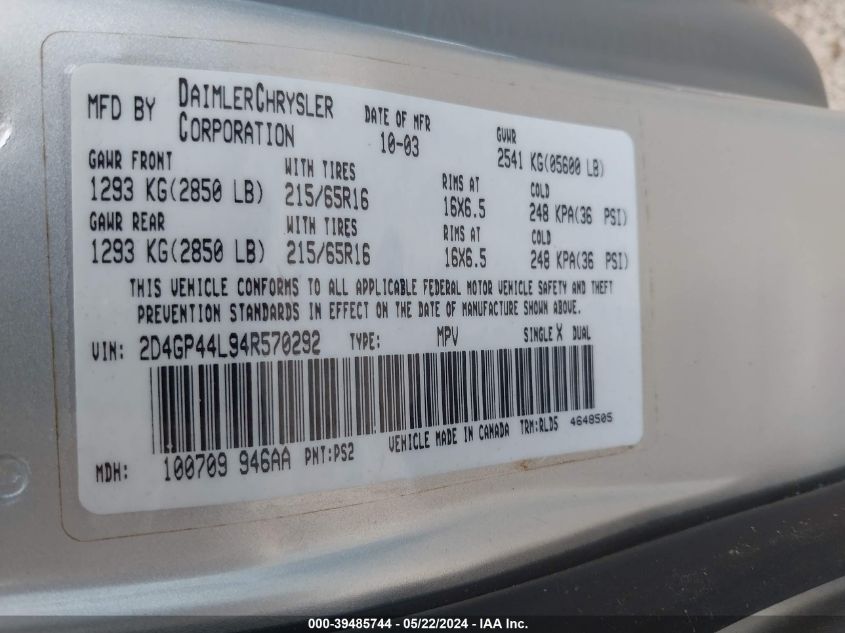 MFD BY DAIMLERCHRYSLER CORPORATION DATE OF MFR 10-03 GVWR 2541 KG(05600 LB)
GAWR FRONT WITH TIRES RIMS AT COLD
1293 KG(2850 LB) 215/65R16 16X6.5 248 KPA(36 PSI)
GAWR REAR WITH TIRES RIMS AT COLD
1293 KG(2850 LB) 215/65R16 16X6.5 248 KPA(36 PSI)
THIS VEHICLE CONFORMS TO ALL APPLICABLE FEDERAL MOTOR VEHICLE SAFETY AND THEFT
PREVENTION STANDARDS IN EFFECT ON THE DATE OF MANUFACTURE SHOWN ABOVE.
VIN: 2D4GP44L94R570292 TYPE: MPV SINGLE X DUAL
MDH: 100709 946AA PNT:PS2 VEHICLE MADE IN CANADA TRM:RLD5 4648505
000-39485744 - 05/22/2024 - IAA Inc.